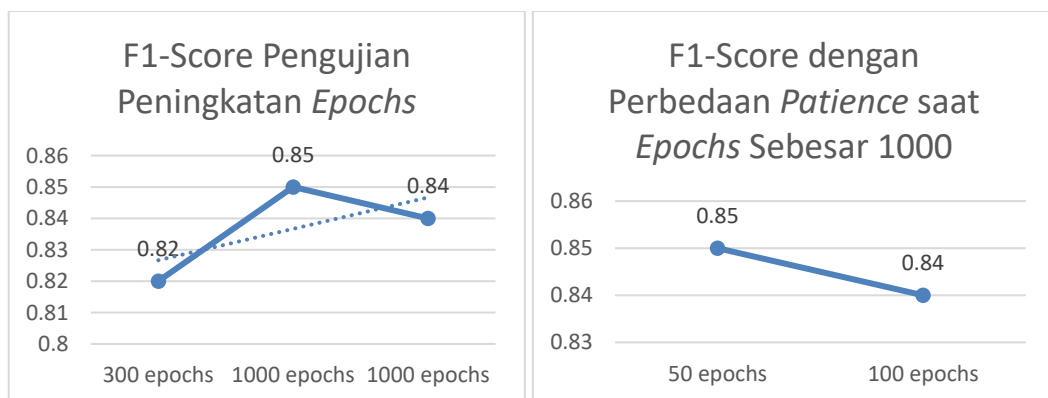 F1-Score Pengujian
Peningkatan Epochs
0.86
0.85
0.84
0.83
0.82
0.81
0.8
0.82
0.85
0.84
300 epochs
1000 epochs
1000 epochs
F1-Score dengan
Perbedaan Patience saat
Epochs Sebesar 1000
0.86
0.85
0.84
0.83
0.85
0.84
50 epochs
100 epochs